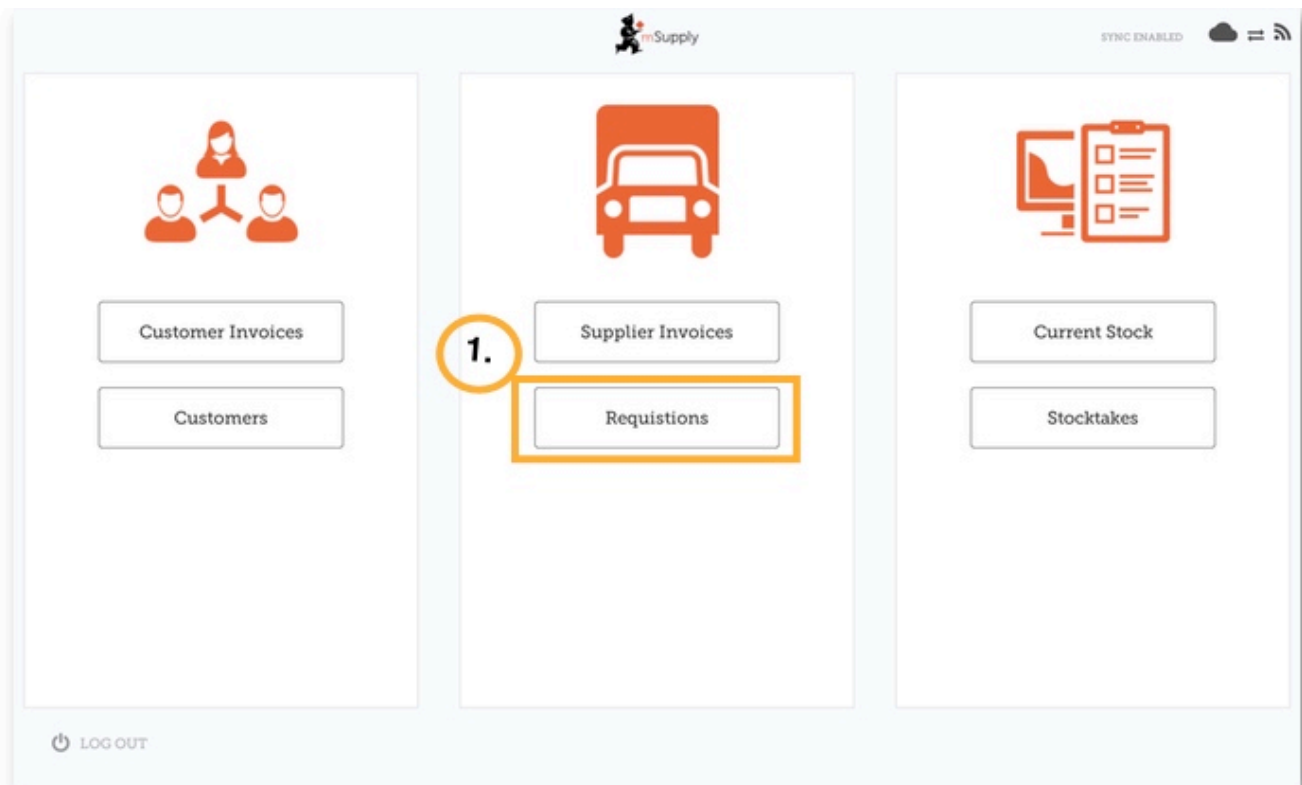 mSupply
SYNC ENABLED
Customer Invoices
Customers
1.
Supplier Invoices
Requistions
Current Stock
Stocktakes
LOG OUT